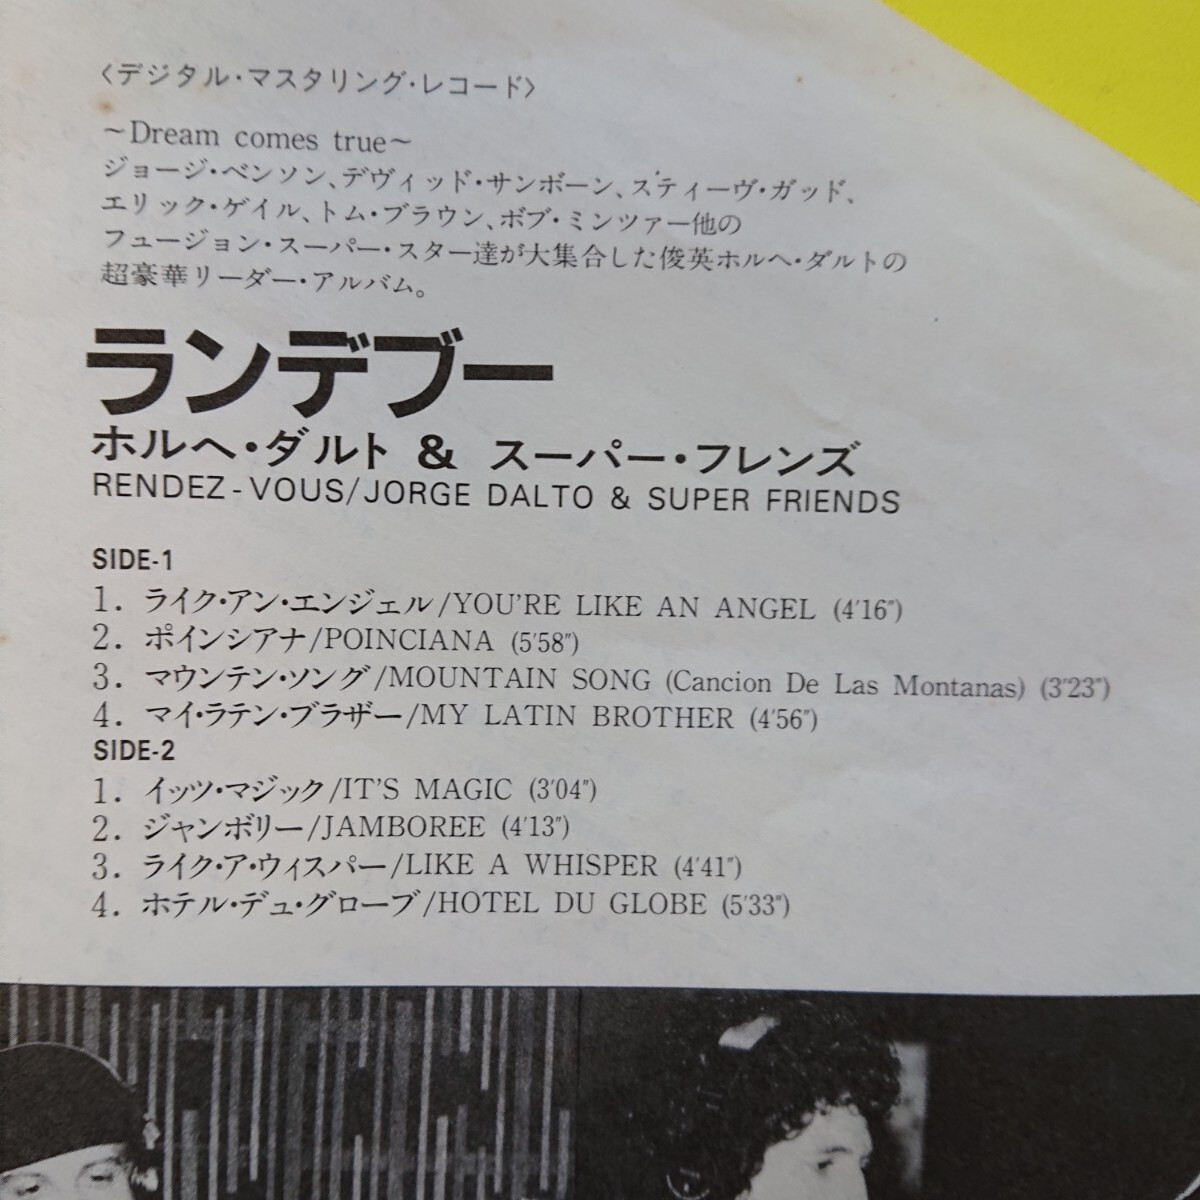 〈デジタル・マスタリング・レコード〉
～Dream comes true～
ジョージ・ベンソン、デヴィッド・サンボーン、スティーヴ・ガッド、
エリック・ゲイル、トム・ブラウン、ボブ・ミンツァー他の
フュージョン・スーパー・スター達が大集合した俊英ホルヘ・ダルトの
超豪華リーダー・アルバム。
ランデブー
ホルヘ・ダルト & スーパー・フレンズ
RENDEZ-VOUS/JORGE DALTO & SUPER FRIENDS
SIDE-1
1. ライク・アン・エンジェル/YOU'RE LIKE AN ANGEL (4'16")
2. ポインシアナ/POINCIANA (5'58")
3. マウンテン・ソング/MOUNTAIN SONG (Cancion De Las Montanas) (3'23")
4. マイ・ラテン・ブラザー/MY LATIN BROTHER (4'56")
SIDE-2
1. イッツ・マジック/IT'S MAGIC (3'04")
2. ジャンボリー/JAMBOREE (4'13")
3. ライク・ア・ウィスパー/LIKE A WHISPER (4'41")
4. ホテル・デュ・グローブ/HOTEL DU GLOBE (5'33")